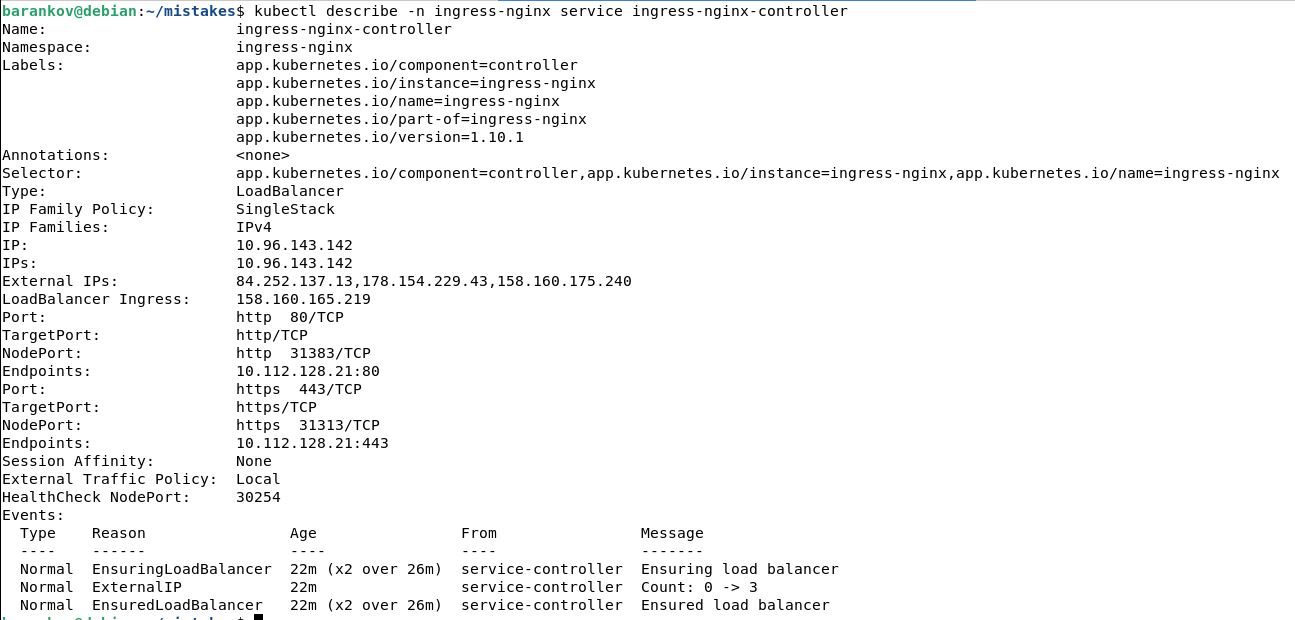 barankov@debian:~/mistakes$ kubectl describe -n ingress-nginx service ingress-nginx-controller
Name:                     ingress-nginx-controller
Namespace:                ingress-nginx
Labels:                   app.kubernetes.io/component=controller
                          app.kubernetes.io/instance=ingress-nginx
                          app.kubernetes.io/name=ingress-nginx
                          app.kubernetes.io/part-of=ingress-nginx
                          app.kubernetes.io/version=1.10.1
Annotations:              <none>
Selector:                 app.kubernetes.io/component=controller,app.kubernetes.io/instance=ingress-nginx,app.kubernetes.io/name=ingress-nginx
Type:                     LoadBalancer
IP Family Policy:         SingleStack
IP Families:              IPv4
IP:                       10.96.143.142
IPs:                      10.96.143.142
External IPs:             84.252.137.13,178.154.229.43,158.160.175.240
LoadBalancer Ingress:     158.160.165.219
Port:                     http  80/TCP
TargetPort:               http/TCP
NodePort:                 http  31383/TCP
Endpoints:                10.112.128.21:80
Port:                     https  443/TCP
TargetPort:               https/TCP
NodePort:                 https  31313/TCP
Endpoints:                10.112.128.21:443
Session Affinity:         None
External Traffic Policy:  Local
HealthCheck NodePort:     30254
Events:
  Type    Reason                Age                From                Message
  ----    ------                ----               ----                -------
  Normal  EnsuringLoadBalancer  22m (x2 over 26m)  service-controller  Ensuring load balancer
  Normal  ExternalIP            22m                service-controller  Count: 0 -> 3
  Normal  EnsuredLoadBalancer   22m (x2 over 26m)  service-controller  Ensured load balancer